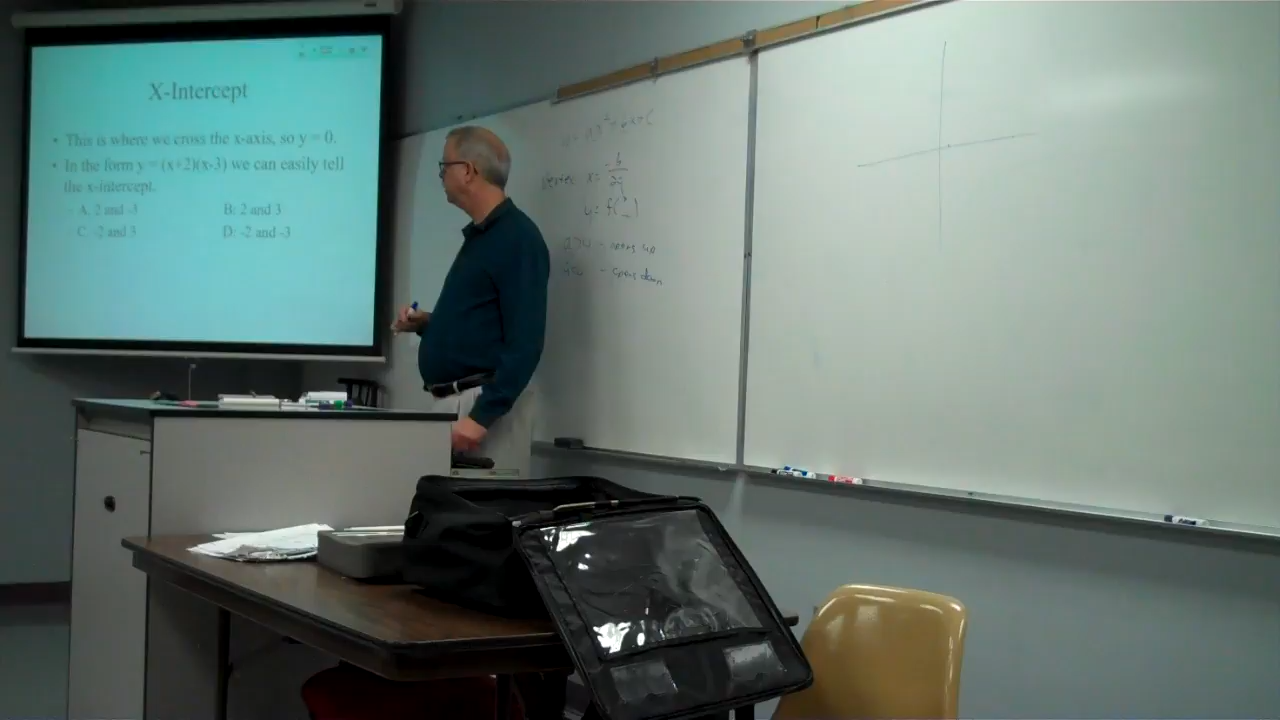 X-Intercept
• This is where we cross the x-axis, so y = 0.
• In the form y = (x+2)(x-3) we can easily tell
the x-intercept.
- A. 2 and -3 B: 2 and 3
- C. -2 and 3 D: -2 and -3
vertex x = -b
y = f( )
- opens up
- opens down